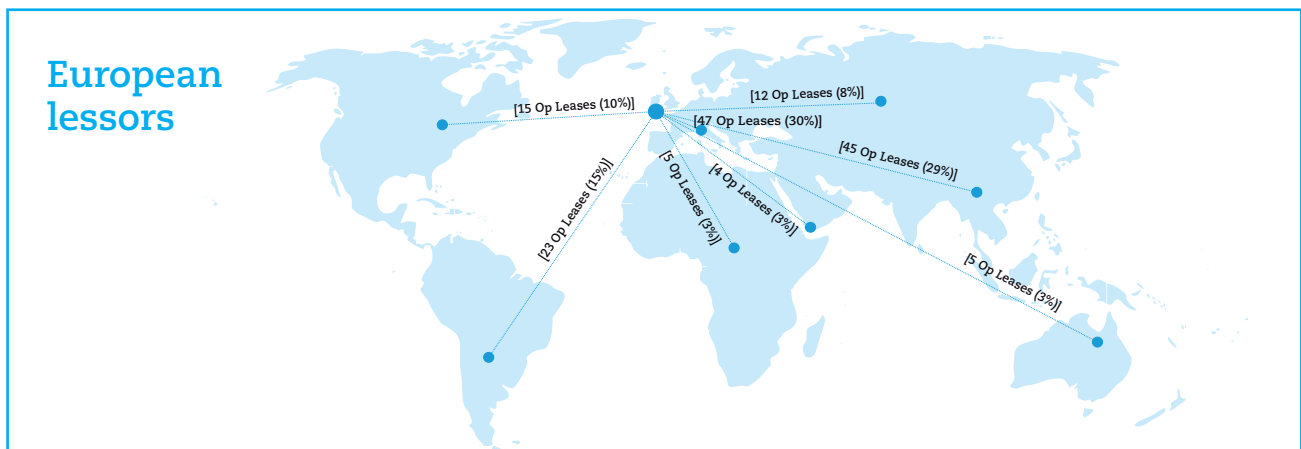 European
lessors
[15 Op Leases (10%)]
[12 Op Leases (8%)]
[47 Op Leases (30%)]
[45 Op Leases (29%)]
[23 Op Leases (15%)]
[5 Op Leases (3%)]
[4 Op Leases (3%)]
[5 Op Leases (3%)]